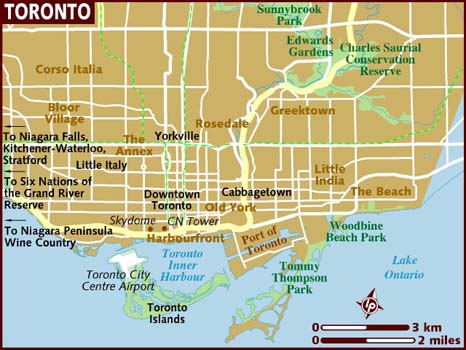 TORONTO
Sunnybrook
Park
Edwards
Gardens
Charles Saurial
Conservation
Reserve
Corso Italia
Bloor
Village
Rosedale
Greektown
Yorkville
To Niagara Falls,
Kitchener-Waterloo,
Stratford
The
Annex
Little Italy
Little
India
To Six Nations of
the Grand River
Reserve
Downtown
Toronto
Cabbagetown
The Beach
Old York
Skydome
CN Tower
To Niagara Peninsula
Wine Country
Harbourfront
Port of
Toronto
Woodbine
Beach Park
Toronto
Inner
Harbour
Toronto City
Centre Airport
Tommy
Thompson
Park
Lake
Ontario
Toronto
Islands
lp
0 3 km
0 2 miles